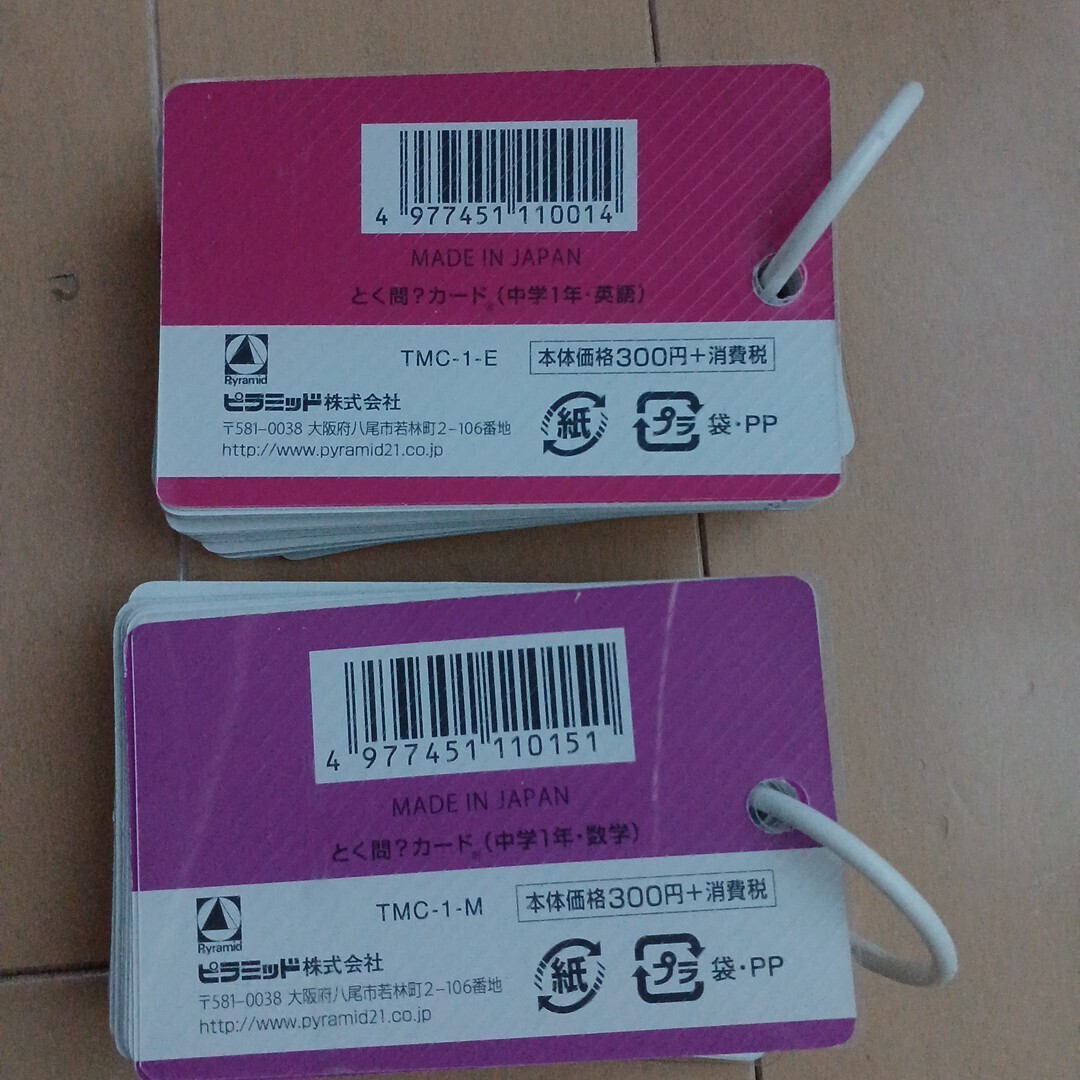 4 977451 110014
MADE IN JAPAN
とく問?カード®(中学1年・英語)
Pyramid
TMC-1-E
本体価格300円+消費税
ピラミッド株式会社
〒581-0038 大阪府八尾市若林町2-106番地
http://www.pyramid21.co.jp
紙
プラ
袋・PP
4 977451 110151
MADE IN JAPAN
とく問?カード®(中学1年・数学)
Pyramid
TMC-1-M
本体価格300円+消費税
ピラミッド株式会社
〒581-0038 大阪府八尾市若林町2-106番地
http://www.pyramid21.co.jp
紙
プラ
袋・PP